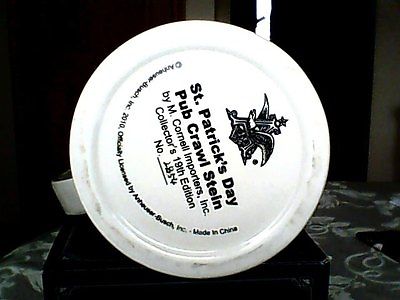 St. Patrick's Day
Pub Crawl Stein
by M. Cornell Importers, Inc.
Collector's 19th Edition
No.
© Anheuser-Busch, Inc. 2010. Officially Licensed by Anheuser-Busch, Inc. - Made In China